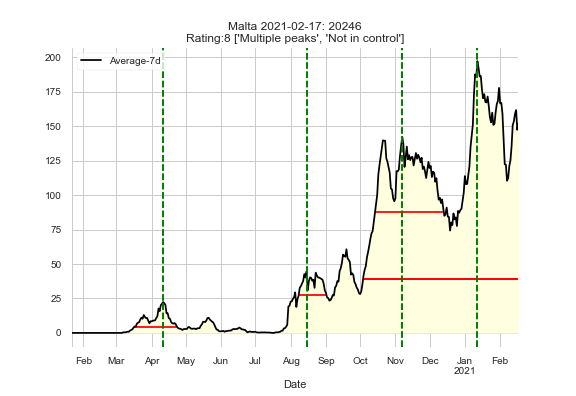 Malta 2021-02-17: 20246
Rating:8 ['Multiple peaks', 'Not in control']
Average-7d
200
175
150
125
100
75
50
25
0
Feb Mar Apr May Jun Jul Aug Sep Oct Nov Dec Jan Feb
2021
Date